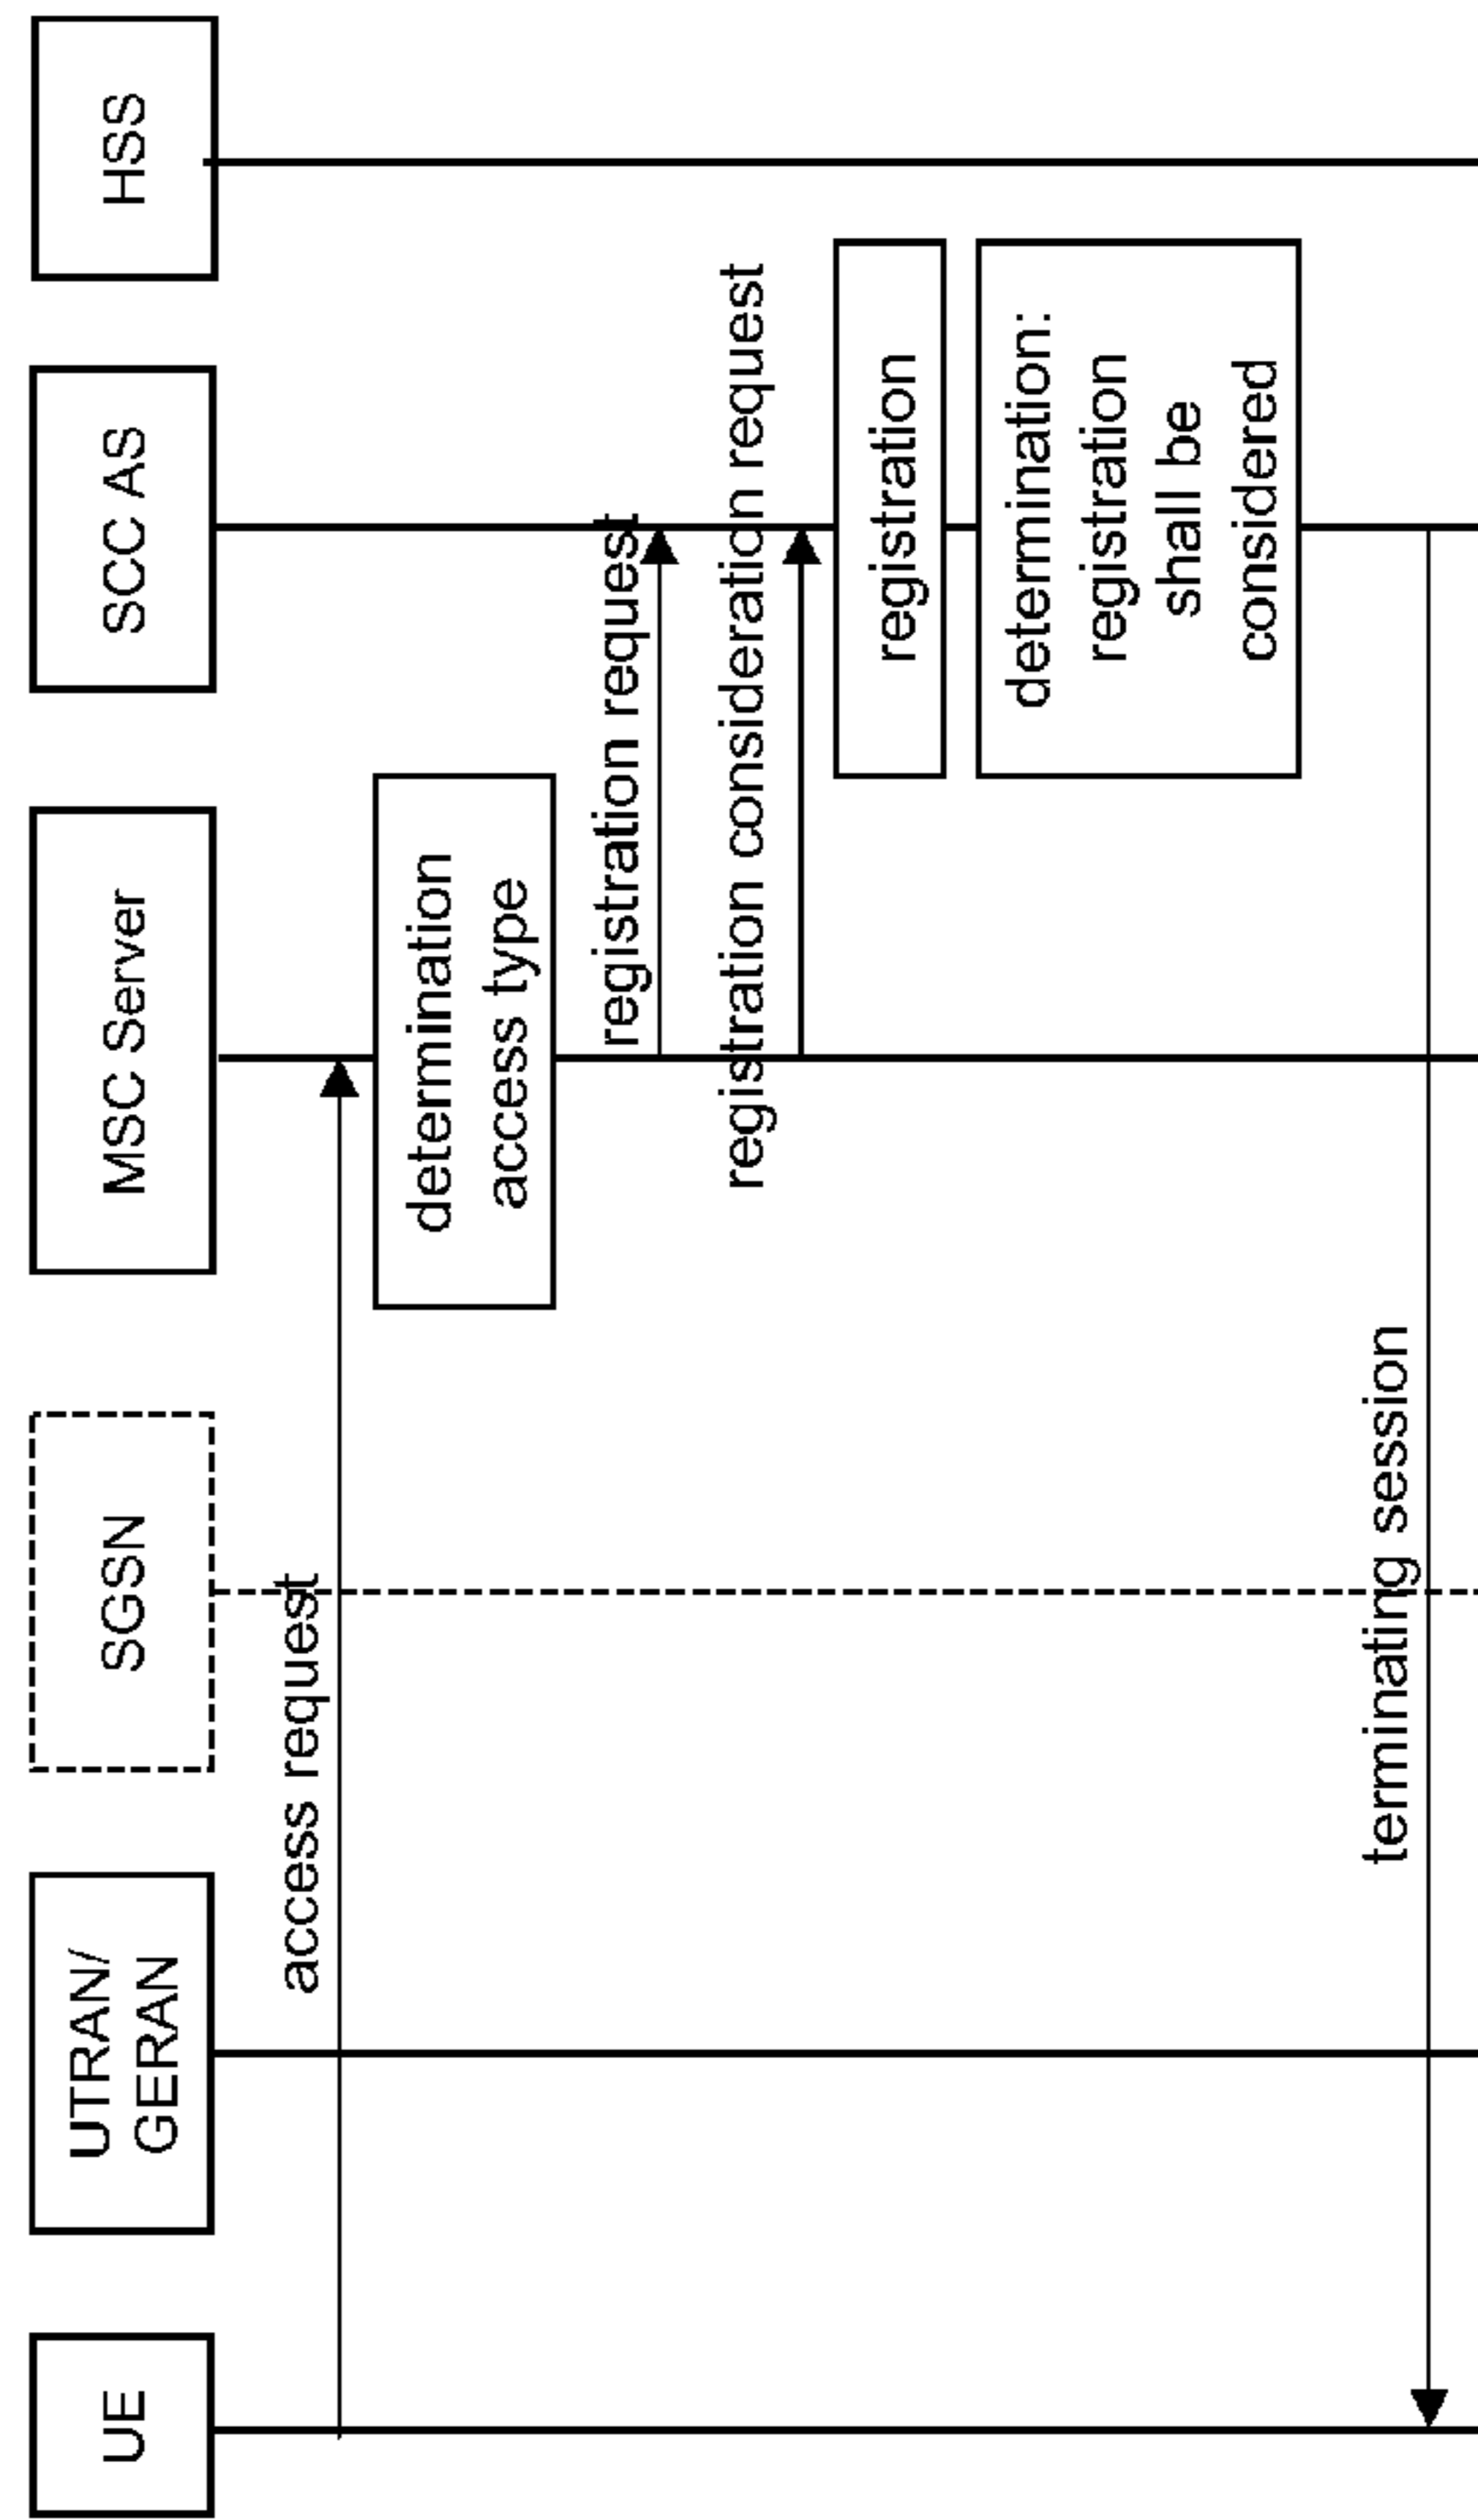 UE
UTRAN/
GERAN
SGSN
MSC Server
SCC AS
HSS
access request
determination
access type
registration request
registration consideration request
registration
determination:
registration
shall be
considered
terminating session